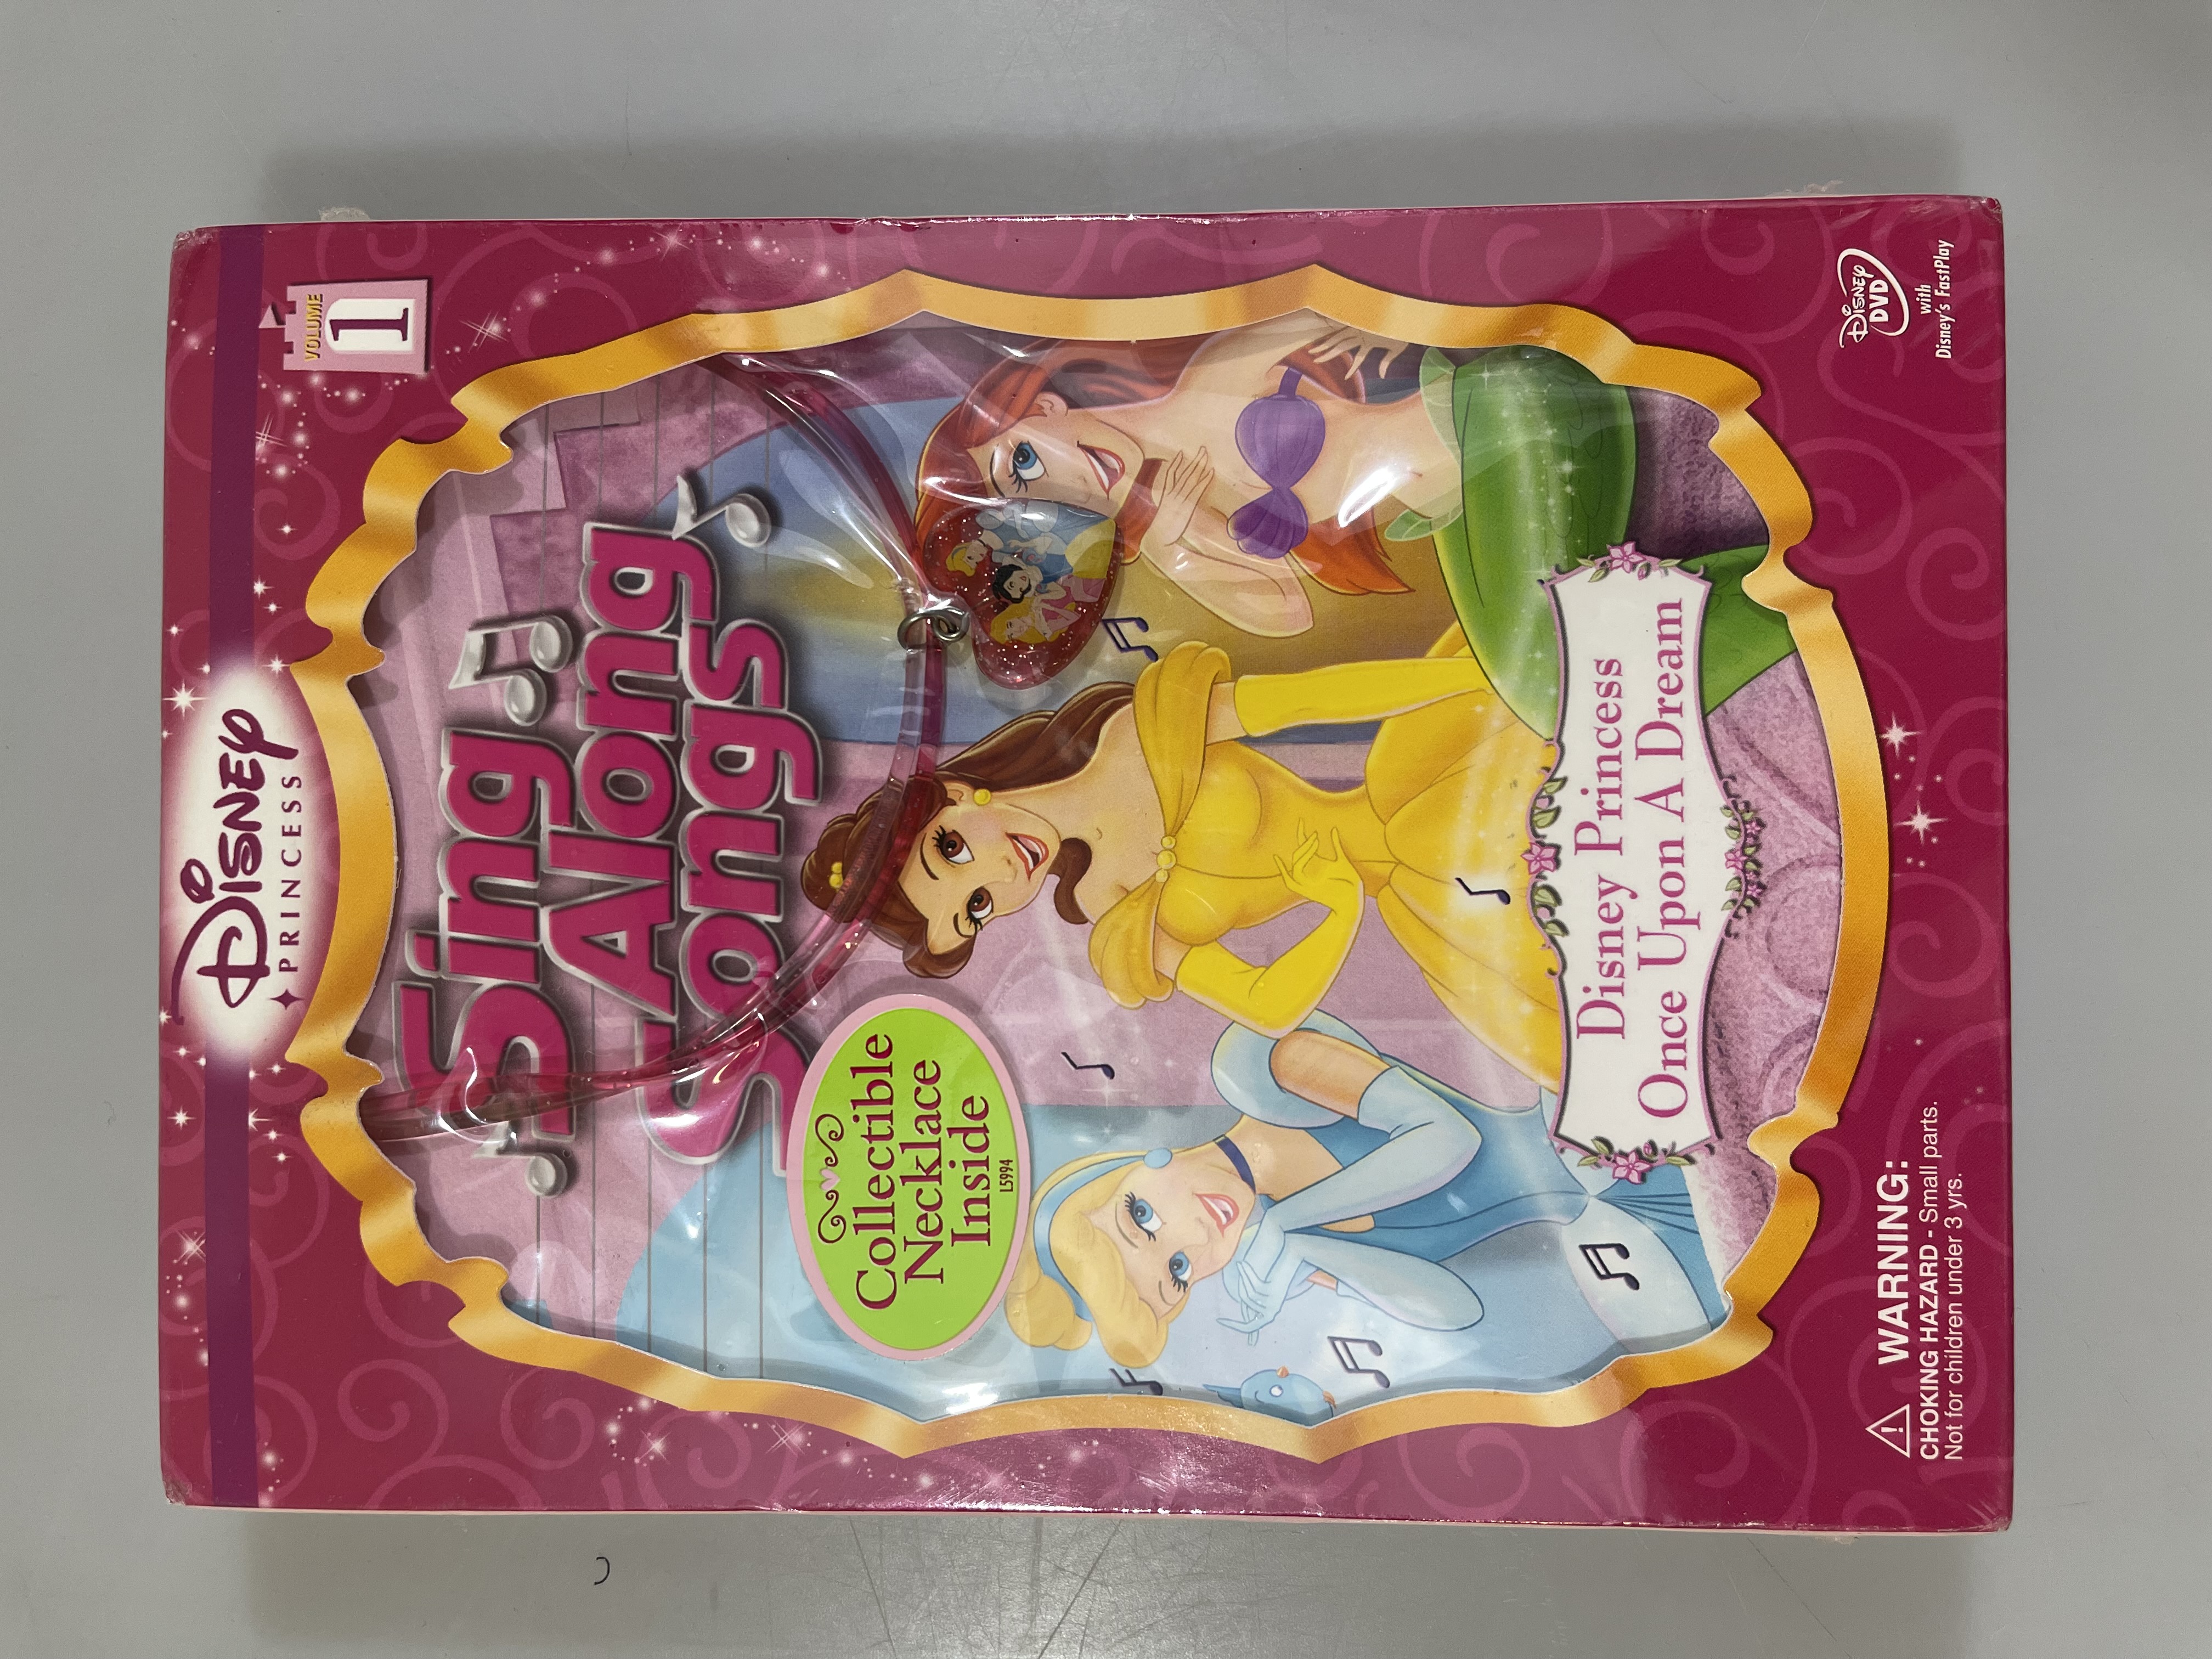 DISNEY
PRINCESS
VOLUME
1
Sing
Along
Songs
Collectible
Necklace
Inside
L5994
Disney Princess
Once Upon A Dream
WARNING:
CHOKING HAZARD - Small parts.
Not for children under 3 yrs.
DISNEY
DVD
with
Disney's FastPlay